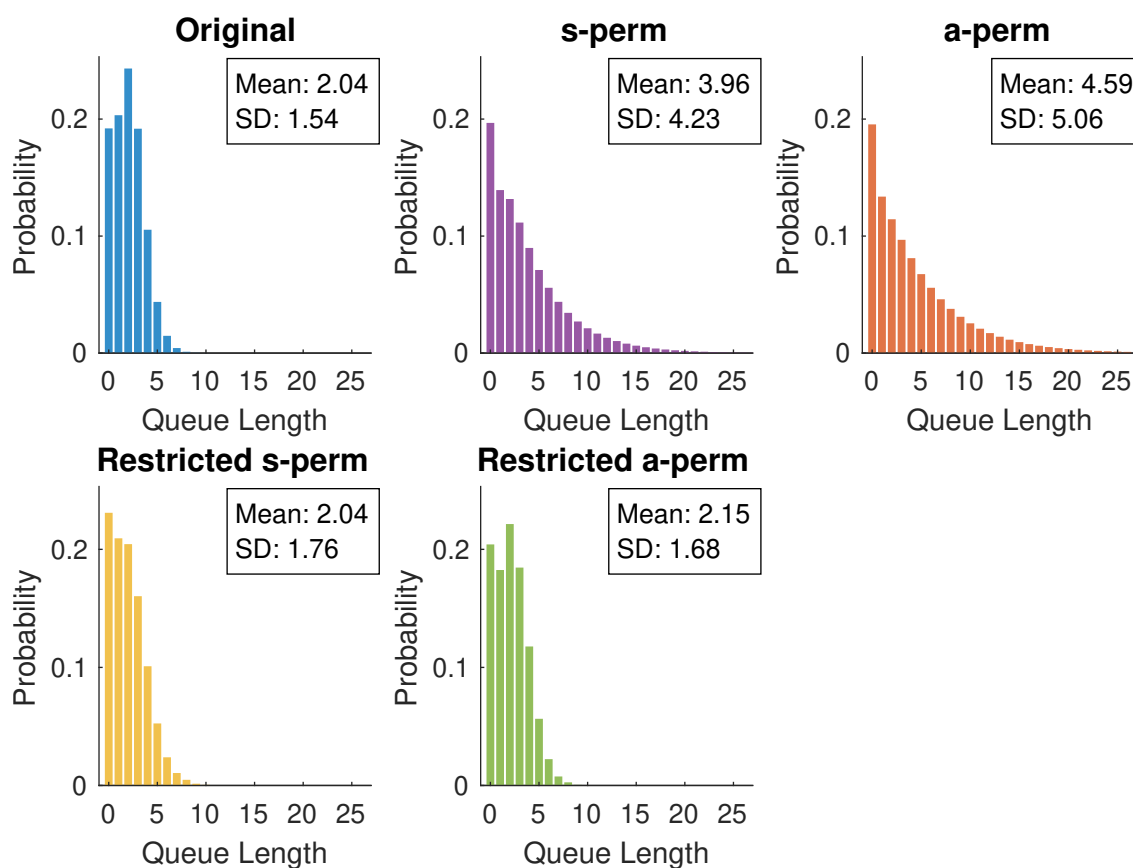 Original
Mean: 2.04
SD: 1.54
0.2
0.1
0
Probability
0 5 10 15 20 25
Queue Length
s-perm
Mean: 3.96
SD: 4.23
0.2
0.1
0
Probability
0 5 10 15 20 25
Queue Length
a-perm
Mean: 4.59
SD: 5.06
0.2
0.1
0
Probability
0 5 10 15 20 25
Queue Length
Restricted s-perm
Mean: 2.04
SD: 1.76
0.2
0.1
0
Probability
0 5 10 15 20 25
Queue Length
Restricted a-perm
Mean: 2.15
SD: 1.68
0.2
0.1
0
Probability
0 5 10 15 20 25
Queue Length